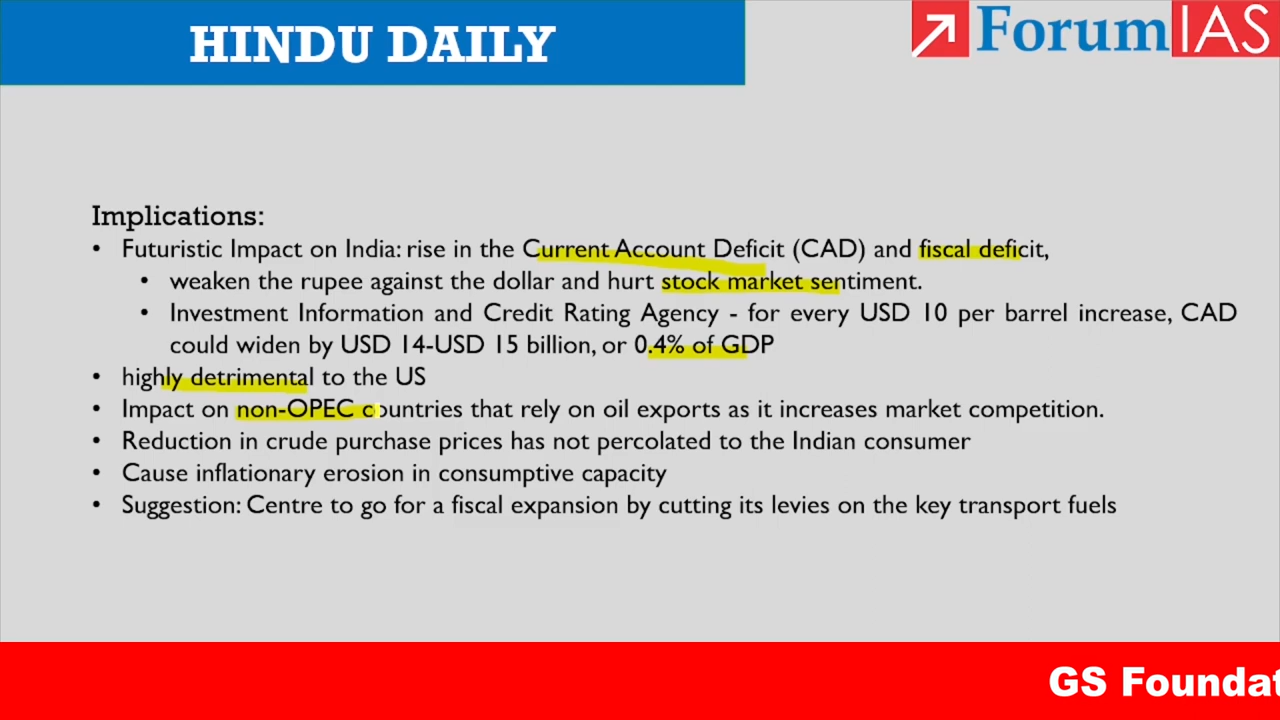 HINDU DAILY
ForumIAS
Implications:
• Futuristic Impact on India: rise in the Current Account Deficit (CAD) and fiscal deficit,
• weaken the rupee against the dollar and hurt stock market sentiment.
• Investment Information and Credit Rating Agency - for every USD 10 per barrel increase, CAD
could widen by USD 14-USD 15 billion, or 0.4% of GDP
• highly detrimental to the US
• Impact on non-OPEC countries that rely on oil exports as it increases market competition.
• Reduction in crude purchase prices has not percolated to the Indian consumer
• Cause inflationary erosion in consumptive capacity
• Suggestion: Centre to go for a fiscal expansion by cutting its levies on the key transport fuels
GS Foundat